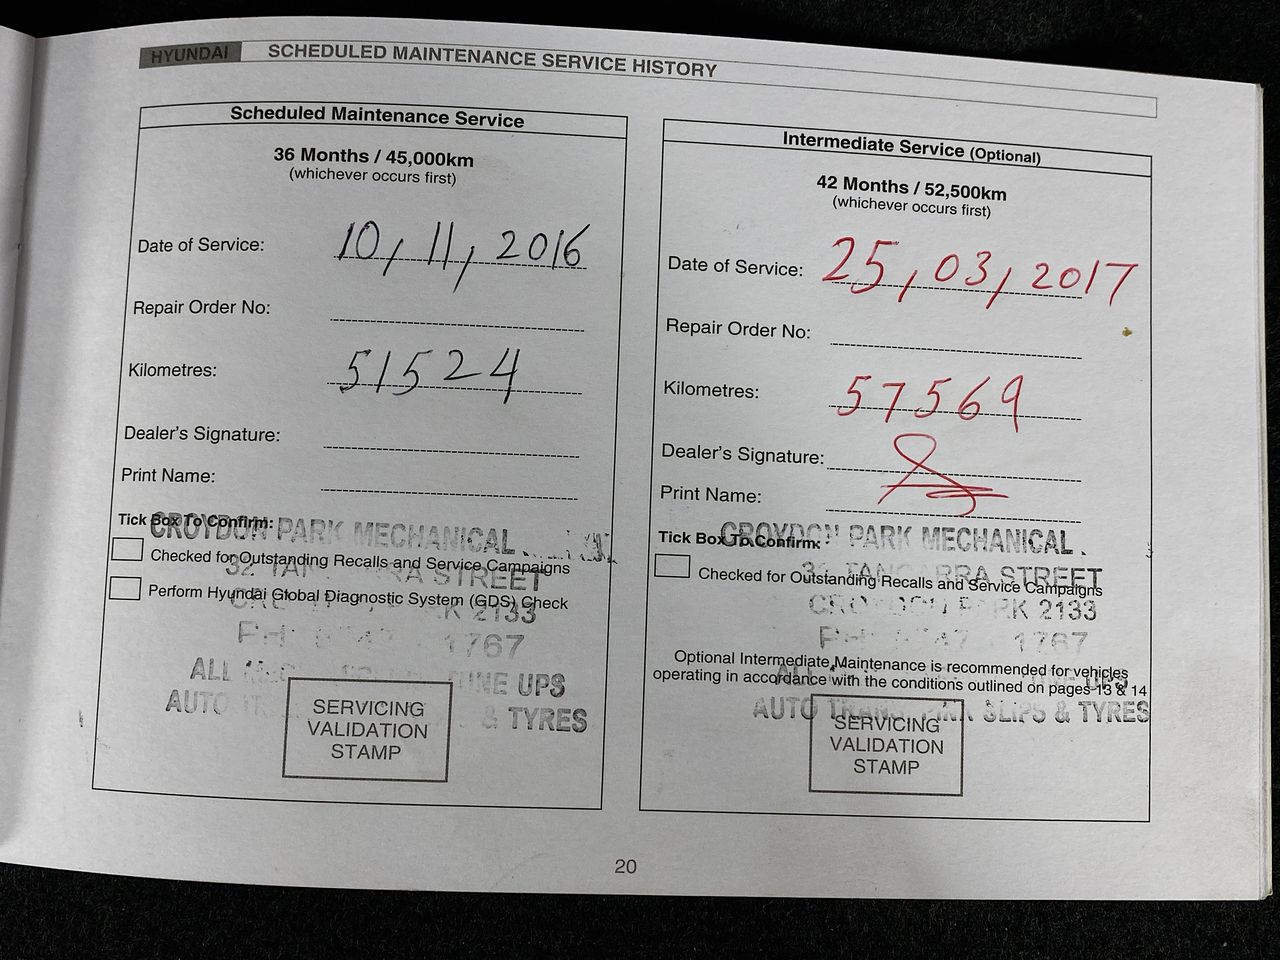 HYUNDAI SCHEDULED MAINTENANCE SERVICE HISTORY
Scheduled Maintenance Service
36 Months / 45,000km
(whichever occurs first)
Date of Service: 10, 11, 2016
Repair Order No:
Kilometres: 51524
Dealer's Signature:
Print Name:
Tick Box To Confirm:
CROYDON PARK MECHANICAL
Checked for Outstanding Recalls and Service Campaigns
32 STREET
Perform Hyundai Global Diagnostic System (GDS) Check
2133
1767
ALL UPS
AUTO & TYRES
SERVICING
VALIDATION
STAMP
Intermediate Service (Optional)
42 Months / 52,500km
(whichever occurs first)
Date of Service: 25, 03, 2017
Repair Order No:
Kilometres: 57569
Dealer's Signature:
Print Name:
CROYDON PARK MECHANICAL.
Tick Box To Confirm:
STREET
Checked for Outstanding Recalls and Service Campaigns
CROYDON PARK 2133
1767
Optional Intermediate Maintenance is recommended for vehicles
operating in accordance with the conditions outlined on pages 13 & 14
UPS
AUTO SLIPS & TYRES
SERVICING
VALIDATION
STAMP
20